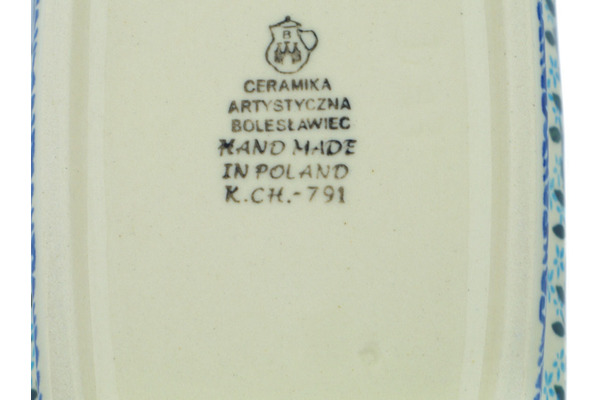 B
CERAMIKA
ARTYSTYCZNA
BOLESŁAWIEC
HAND MADE
IN POLAND
K.CH.-791